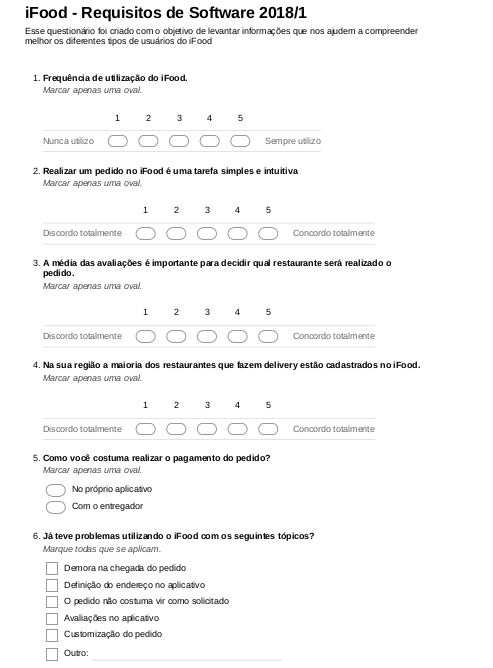 iFood - Requisitos de Software 2018/1
Esse questionário foi criado com o objetivo de levantar informações que nos ajudem a compreender
melhor os diferentes tipos de usuários do iFood
1. Frequência de utilização do iFood.
Marcar apenas uma oval.
1 2 3 4 5
Nunca utilizo Sempre utilizo
2. Realizar um pedido no iFood é uma tarefa simples e intuitiva
Marcar apenas uma oval.
1 2 3 4 5
Discordo totalmente Concordo totalmente
3. A média das avaliações é importante para decidir qual restaurante será realizado o
pedido.
Marcar apenas uma oval.
1 2 3 4 5
Discordo totalmente Concordo totalmente
4. Na sua região a maioria dos restaurantes que fazem delivery estão cadastrados no iFood.
Marcar apenas uma oval.
1 2 3 4 5
Discordo totalmente Concordo totalmente
5. Como você costuma realizar o pagamento do pedido?
Marcar apenas uma oval.
No próprio aplicativo
Com o entregador
6. Já teve problemas utilizando o iFood com os seguintes tópicos?
Marque todas que se aplicam.
Demora na chegada do pedido
Definição do endereço no aplicativo
O pedido não costuma vir como solicitado
Avaliações no aplicativo
Customização do pedido
Outro: